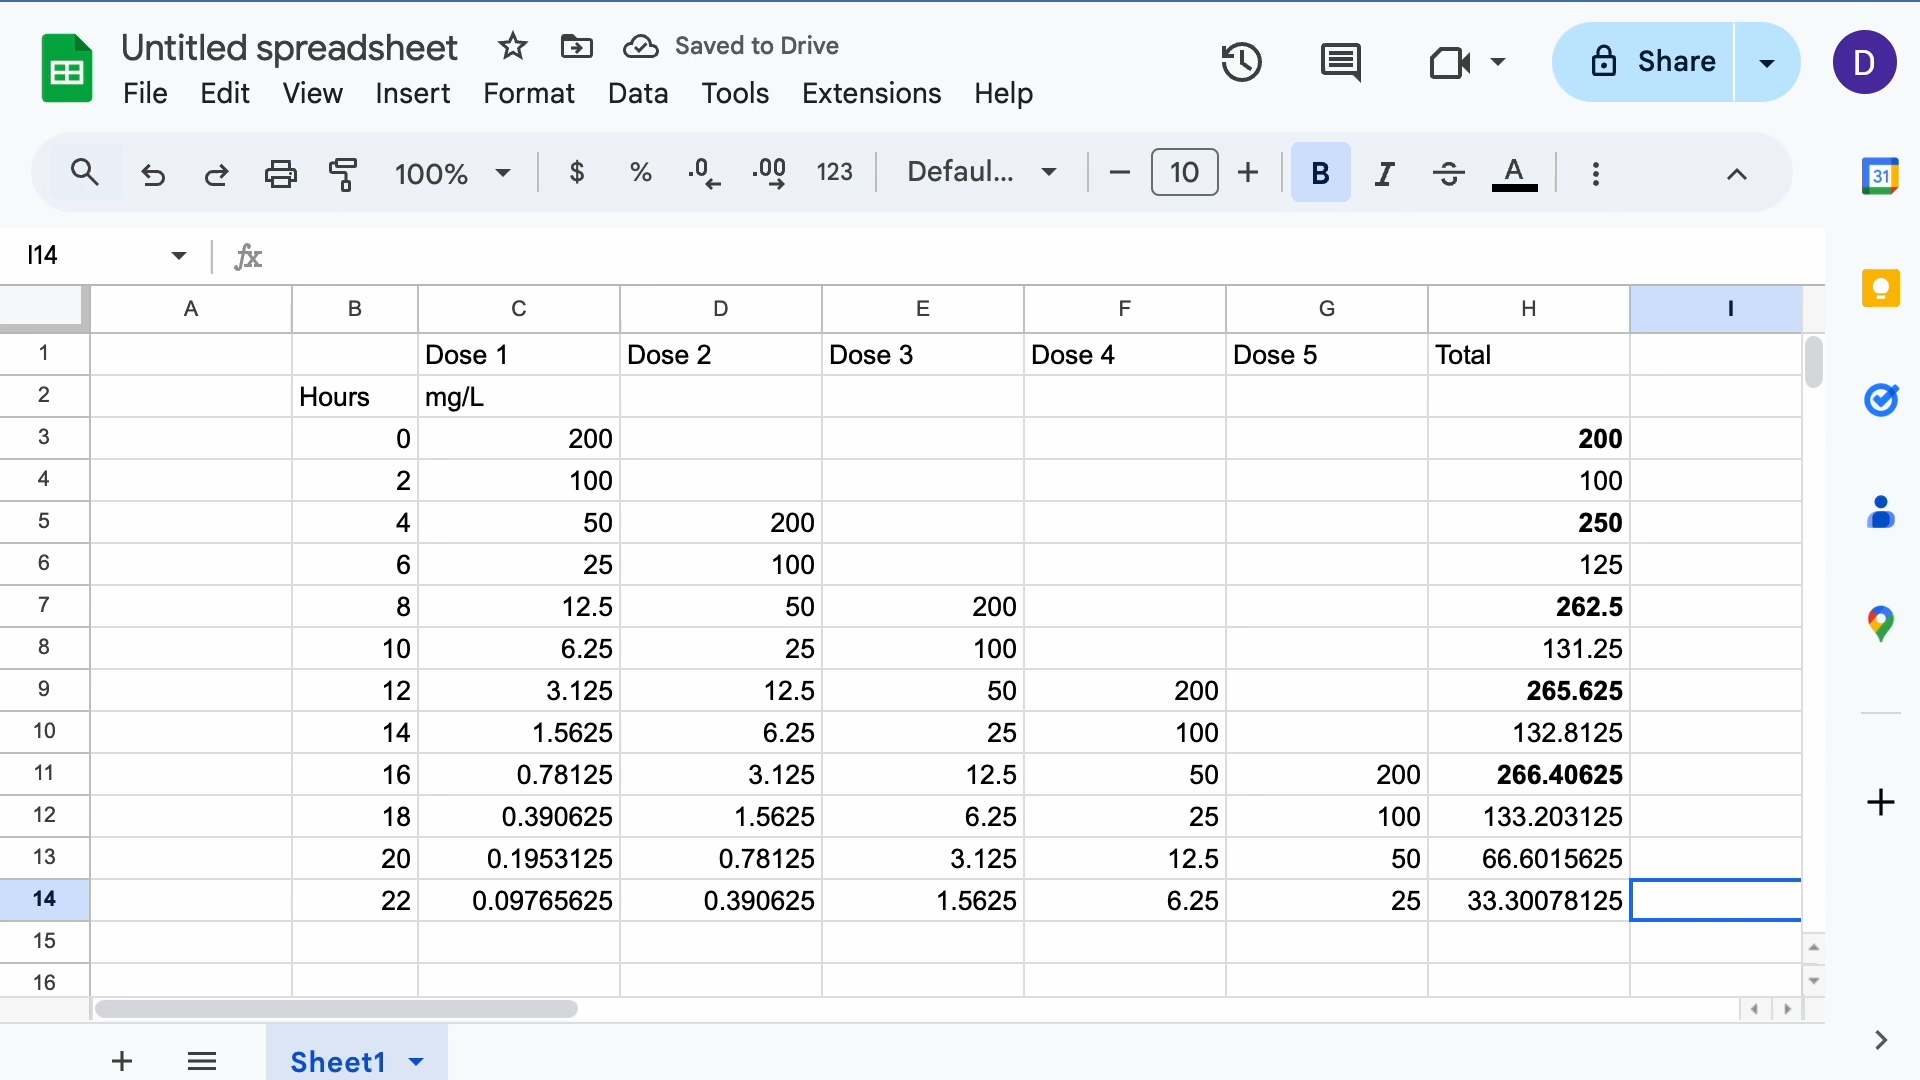 Untitled spreadsheet Saved to Drive
File Edit View Insert Format Data Tools Extensions Help
Share
D
100% $ % .0 .00 123 Defaul... 10 B I S A
31
I14 fx
A B C D E F G H I
1 Dose 1 Dose 2 Dose 3 Dose 4 Dose 5 Total
2 Hours mg/L
3 0 200 200
4 2 100 100
5 4 50 200 250
6 6 25 100 125
7 8 12.5 50 200 262.5
8 10 6.25 25 100 131.25
9 12 3.125 12.5 50 200 265.625
10 14 1.5625 6.25 25 100 132.8125
11 16 0.78125 3.125 12.5 50 200 266.40625
12 18 0.390625 1.5625 6.25 25 100 133.203125
13 20 0.1953125 0.78125 3.125 12.5 50 66.6015625
14 22 0.09765625 0.390625 1.5625 6.25 25 33.30078125
15
16
Sheet1